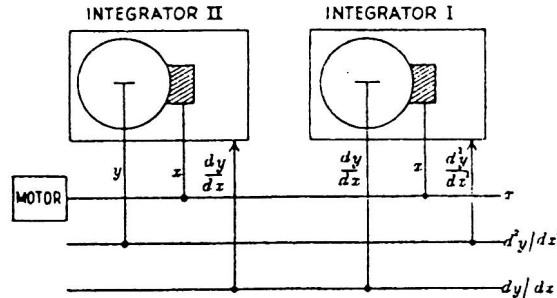 INTEGRATOR II
INTEGRATOR I
y
x
dy/dx
dy/dx
x
d²y/dx²
MOTOR
τ
d²y/dx
dy/dx